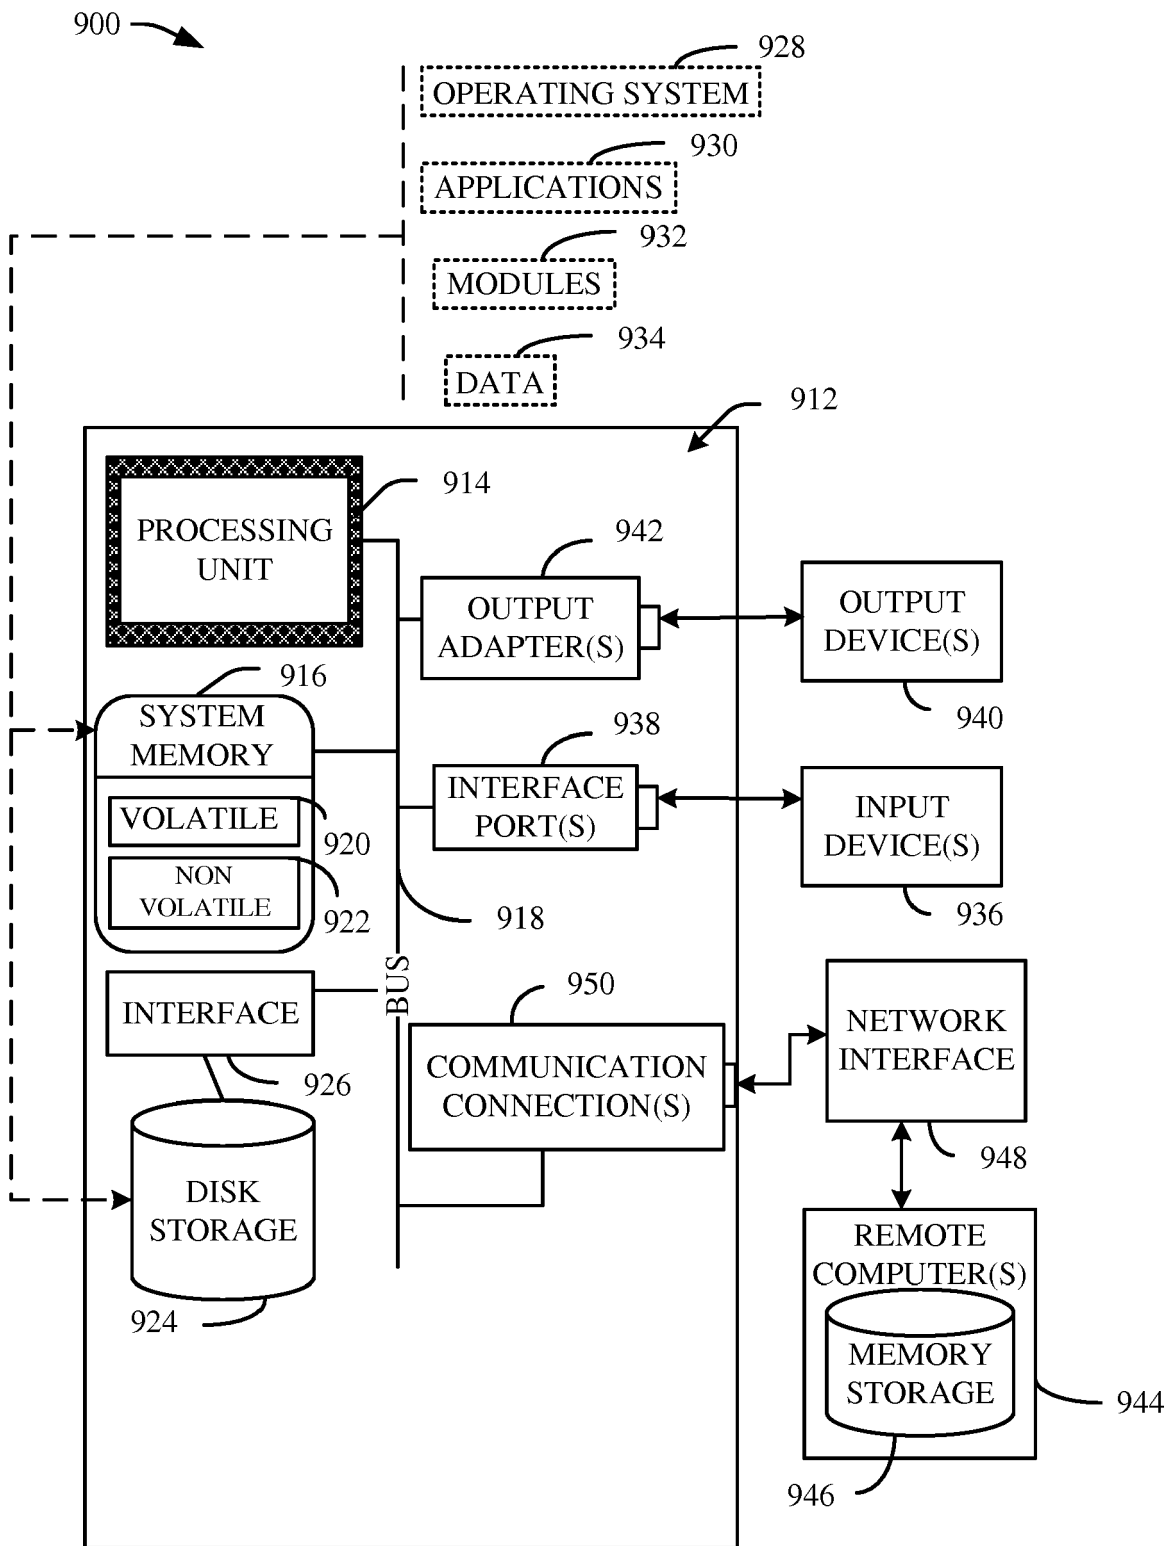 900
928
OPERATING SYSTEM
930
APPLICATIONS
932
MODULES
934
DATA
912
914
PROCESSING
UNIT
942
OUTPUT
ADAPTER(S)
OUTPUT
DEVICE(S)
940
916
SYSTEM
MEMORY
938
INTERFACE
PORT(S)
INPUT
DEVICE(S)
936
VOLATILE
920
NON
VOLATILE
922
918
BUS
INTERFACE
926
950
COMMUNICATION
CONNECTION(S)
NETWORK
INTERFACE
948
DISK
STORAGE
924
REMOTE
COMPUTER(S)
MEMORY
STORAGE
944
946